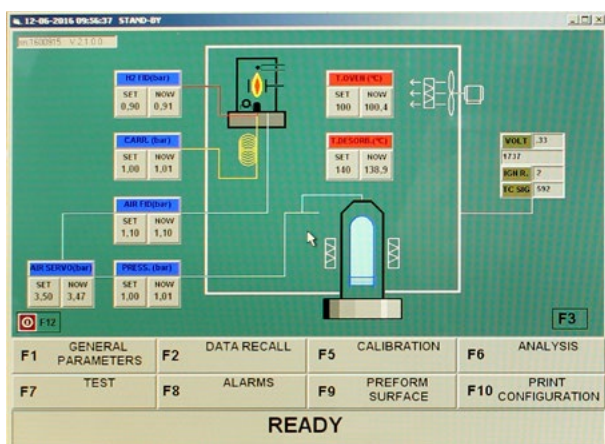 12-06-2016 09:56:37 STAND-BY
sn:1600915 V 2.1.0.0
H2 FID(bar)
SET NOW
0,90 0,91
T.OVEN (°C)
SET NOW
100 100,4
CARR. (bar)
SET NOW
1,00 1,01
T.DESORB.(°C)
SET NOW
140 138,9
VOLT .33
1737
IGN R. 2
TC SIG 592
AIR FID(bar)
SET NOW
1,10 1,10
AIR SERVO(bar)
SET NOW
3,50 3,47
PRESS. (bar)
SET NOW
1,00 1,01
F12
F3
F1 GENERAL PARAMETERS
F2 DATA RECALL
F5 CALIBRATION
F6 ANALYSIS
F7 TEST
F8 ALARMS
F9 PREFORM SURFACE
F10 PRINT CONFIGURATION
READY